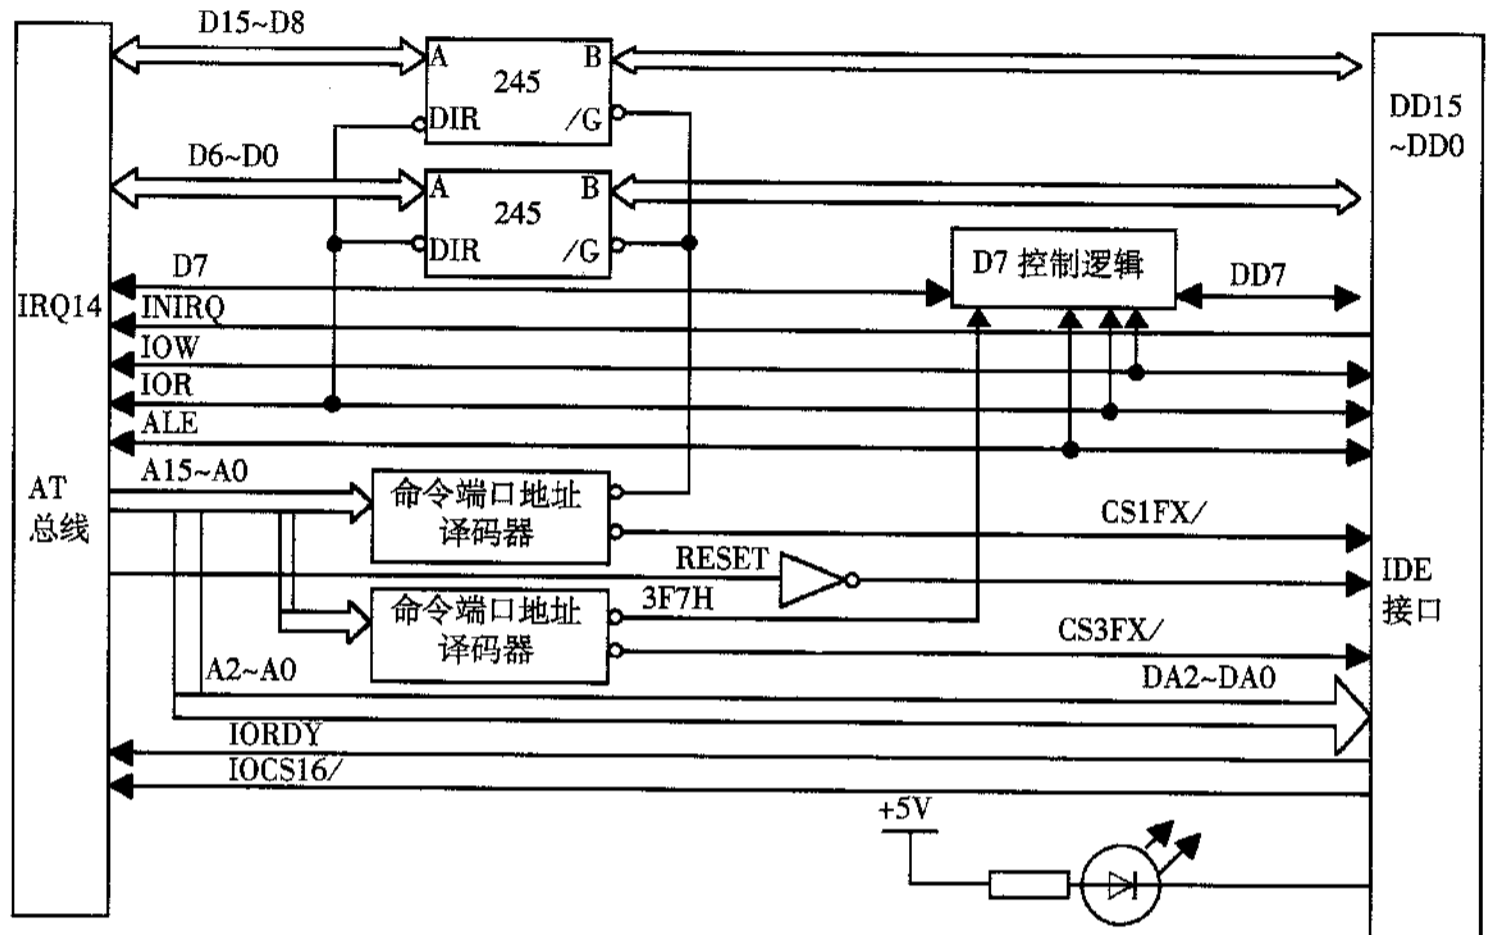 D15~D8
A
B
245
DIR
/G
DD15
~DD0
D6~D0
A
B
245
DIR
/G
D7
D7 控制逻辑
DD7
IRQ14
INIRQ
IOW
IOR
ALE
A15~A0
AT
总线
命令端口地址
译码器
CS1FX/
RESET
3F7H
IDE
接口
命令端口地址
译码器
CS3FX/
A2~A0
DA2~DA0
IORDY
IOCS16/
+5V